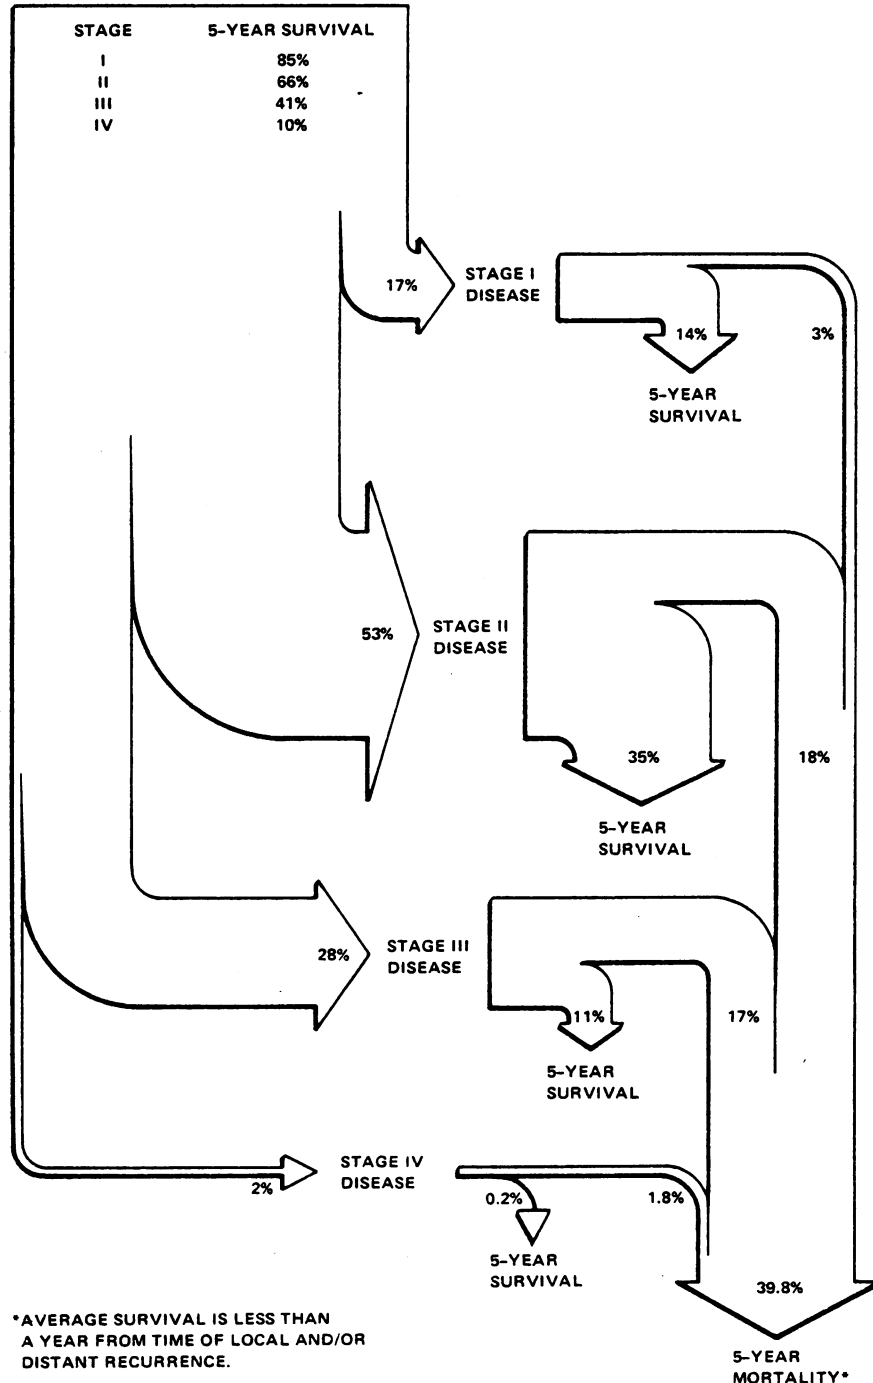 STAGE 5-YEAR SURVIVAL
I 85%
II 66%
III 41%
IV 10%
17%
STAGE I
DISEASE
14%
3%
5-YEAR
SURVIVAL
53%
STAGE II
DISEASE
35%
18%
5-YEAR
SURVIVAL
28%
STAGE III
DISEASE
11%
17%
5-YEAR
SURVIVAL
2%
STAGE IV
DISEASE
0.2%
1.8%
5-YEAR
SURVIVAL
39.8%
5-YEAR
MORTALITY*
*AVERAGE SURVIVAL IS LESS THAN
A YEAR FROM TIME OF LOCAL AND/OR
DISTANT RECURRENCE.